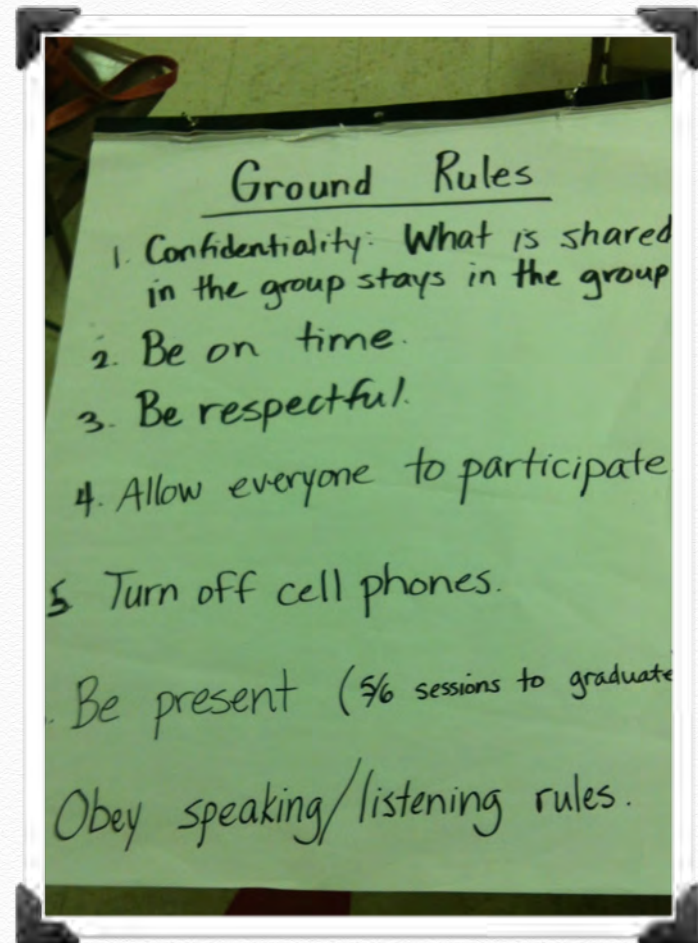 Ground Rules
1. Confidentiality: What is shared
in the group stays in the group
2. Be on time.
3. Be respectful.
4. Allow everyone to participate
5 Turn off cell phones.
. Be present (5/6 sessions to graduate
Obey speaking/listening rules.